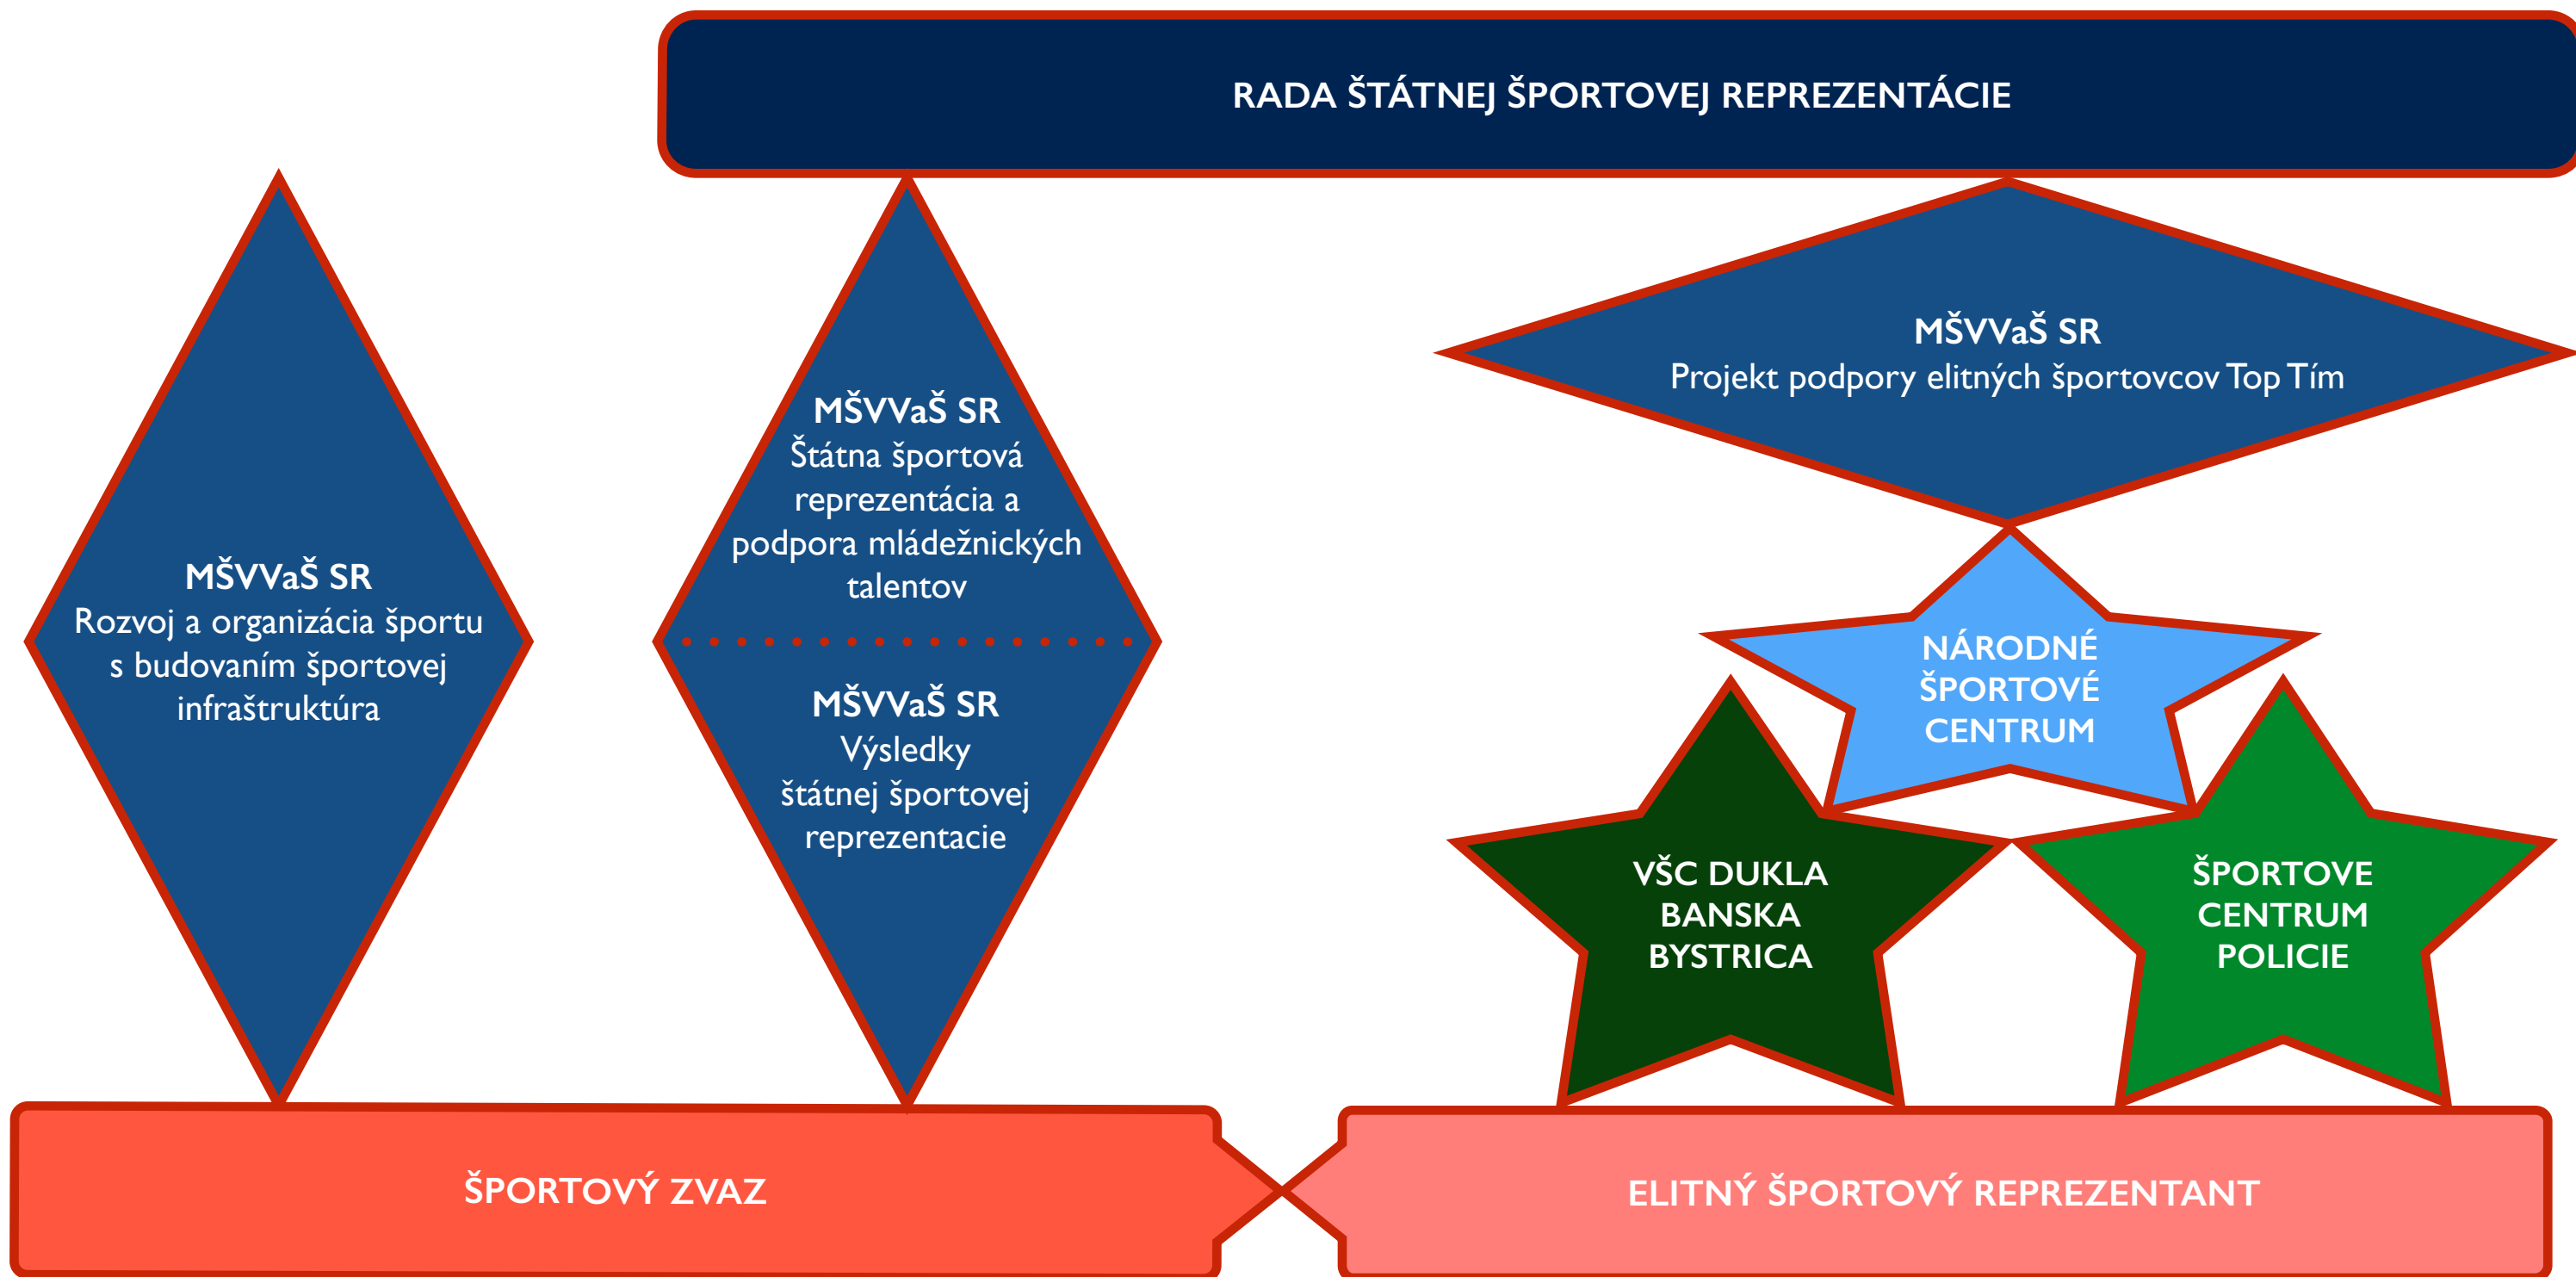 RADA ŠTÁTNEJ ŠPORTOVEJ REPREZENTÁCIE
MŠVVaŠ SR
Rozvoj a organizácia športu
s budovaním športovej
infraštruktúra
MŠVVaŠ SR
Štátna športová
reprezentácia a
podpora mládežnických
talentov
MŠVVaŠ SR
Výsledky
štátnej športovej
reprezentacie
MŠVVaŠ SR
Projekt podpory elitných športovcov Top Tím
NÁRODNÉ
ŠPORTOVÉ
CENTRUM
VŠC DUKLA
BANSKA
BYSTRICA
ŠPORTOVE
CENTRUM
POLICIE
ŠPORTOVÝ ZVAZ
ELITNÝ ŠPORTOVÝ REPREZENTANT